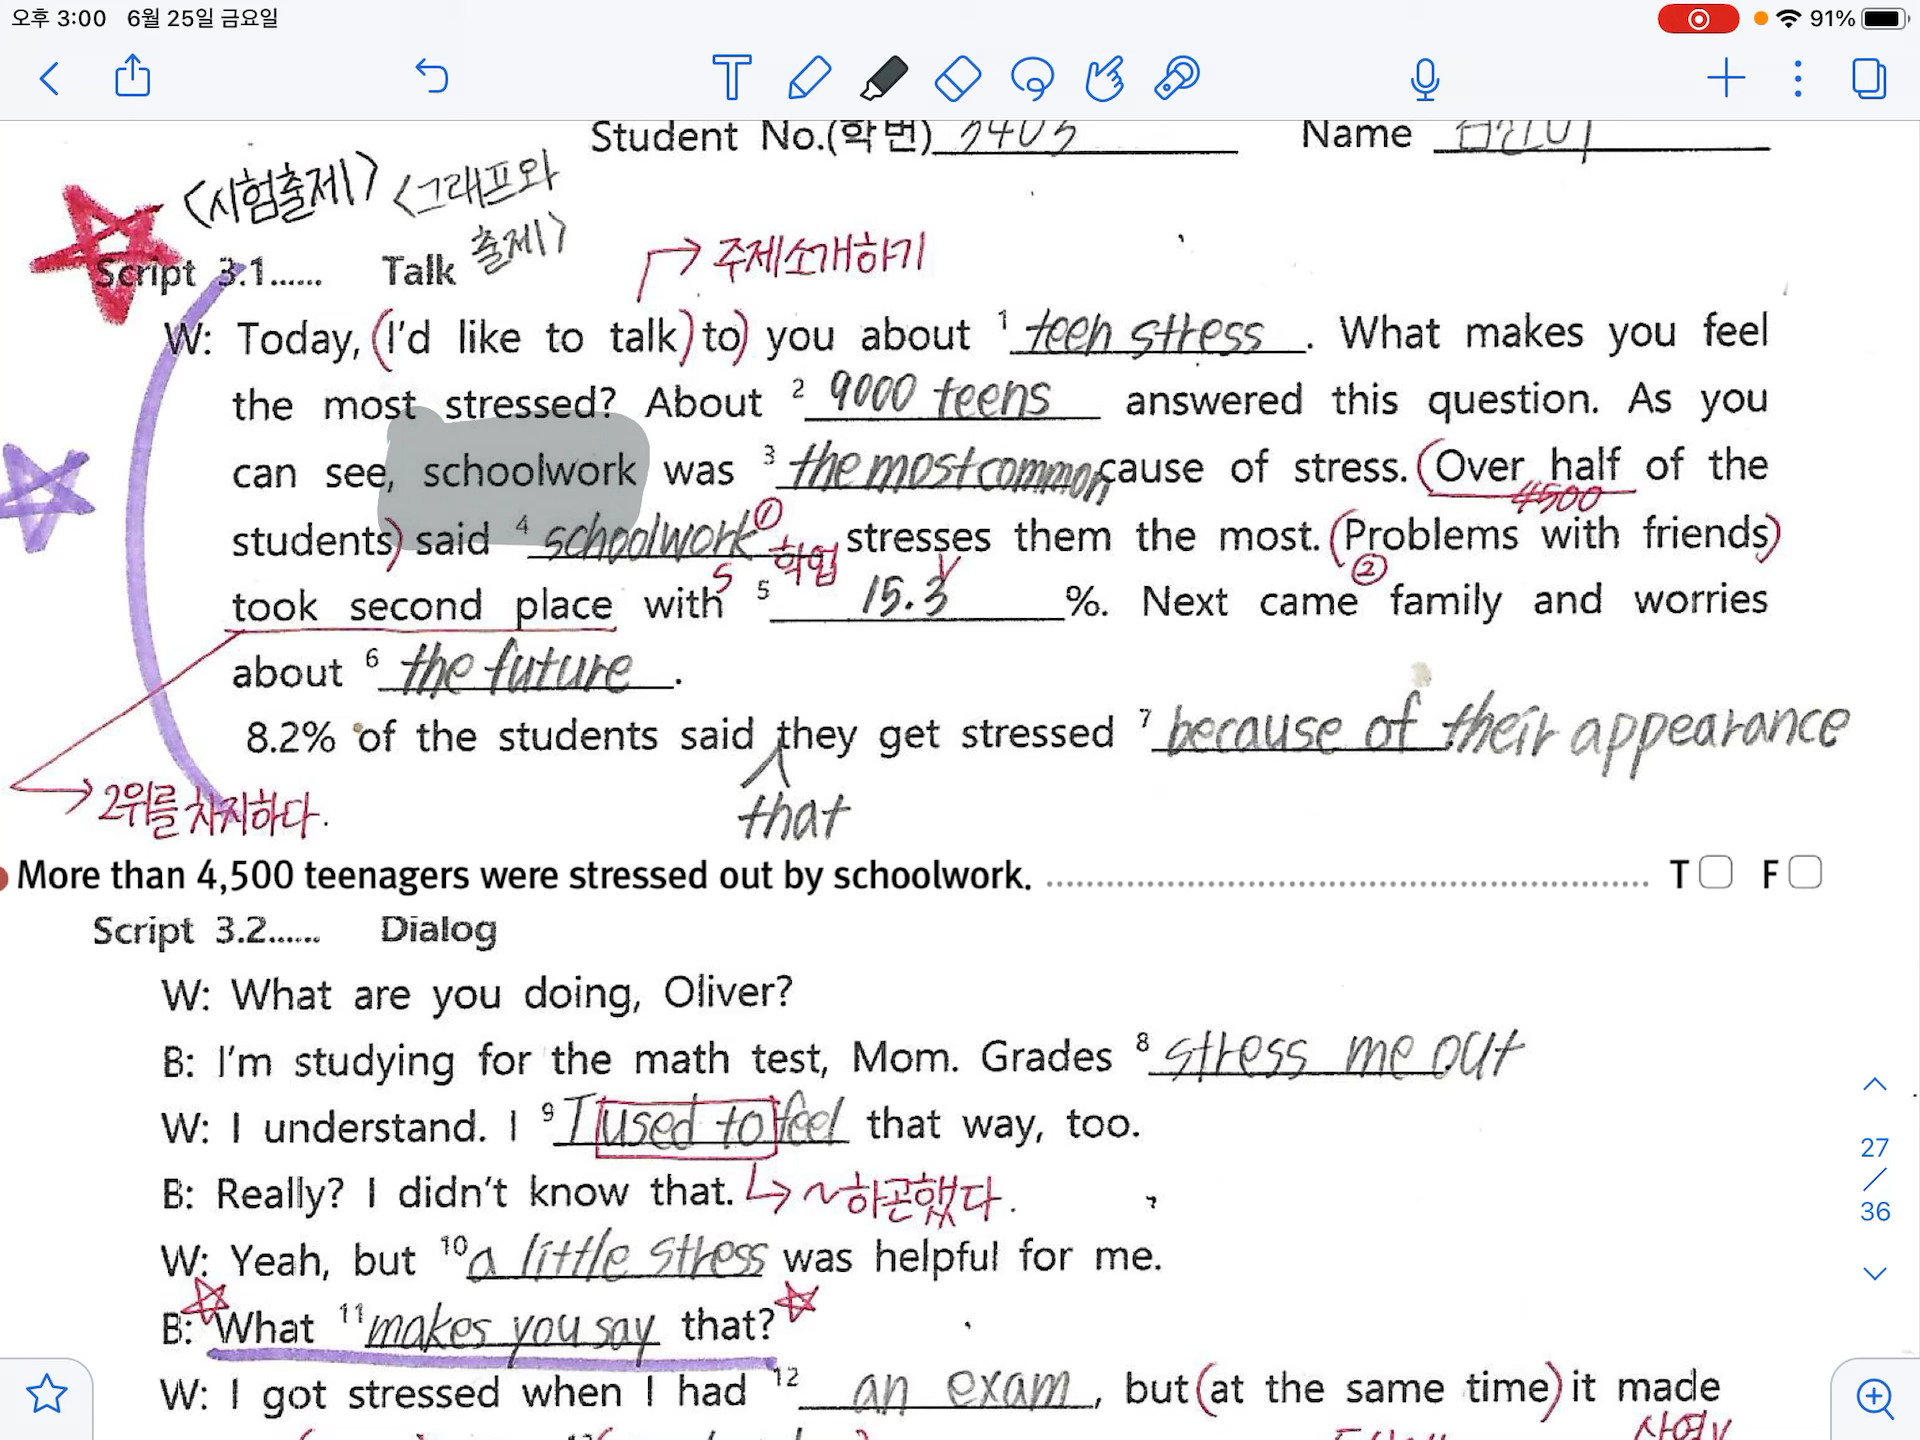 오후 3:00 6월 25일 금요일 91%
Student No.(학번) 3403 Name
<시험출제> <그래프와
출제>
Script 3.1...... Talk
주제소개하기
W: Today, (I'd like to talk) to) you about 1 teen stress. What makes you feel
the most stressed? About 2 9000 teens answered this question. As you
can see, schoolwork was 3 the most common cause of stress. (Over half of the
4500
students) said 4 schoolwork ① stresses them the most. (Problems with friends)
s 학업 ②
took second place with 5 15.3 %. Next came family and worries
about 6 the future.
8.2% of the students said they get stressed 7 because of their appearance
that
→ 2위를 차지하다.
More than 4,500 teenagers were stressed out by schoolwork. T F
Script 3.2...... Dialog
W: What are you doing, Oliver?
B: I'm studying for the math test, Mom. Grades 8 stress me out
W: I understand. I 9 I used to feel that way, too.
B: Really? I didn't know that. ↳ ~하곤했다.
W: Yeah, but 10 a little stress was helpful for me.
B: What 11 makes you say that?
W: I got stressed when I had 12 an exam, but (at the same time) it made
27
/
36